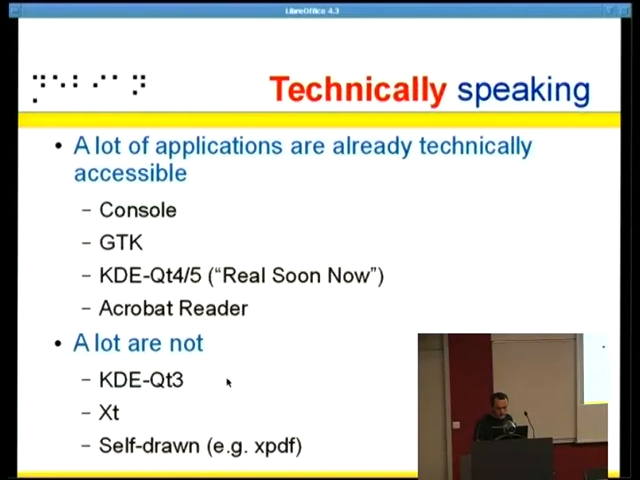 LibreOffice 4.3
Technically speaking
• A lot of applications are already technically
accessible
– Console
– GTK
– KDE-Qt4/5 (“Real Soon Now”)
– Acrobat Reader
• A lot are not
– KDE-Qt3
– Xt
– Self-drawn (e.g. xpdf)